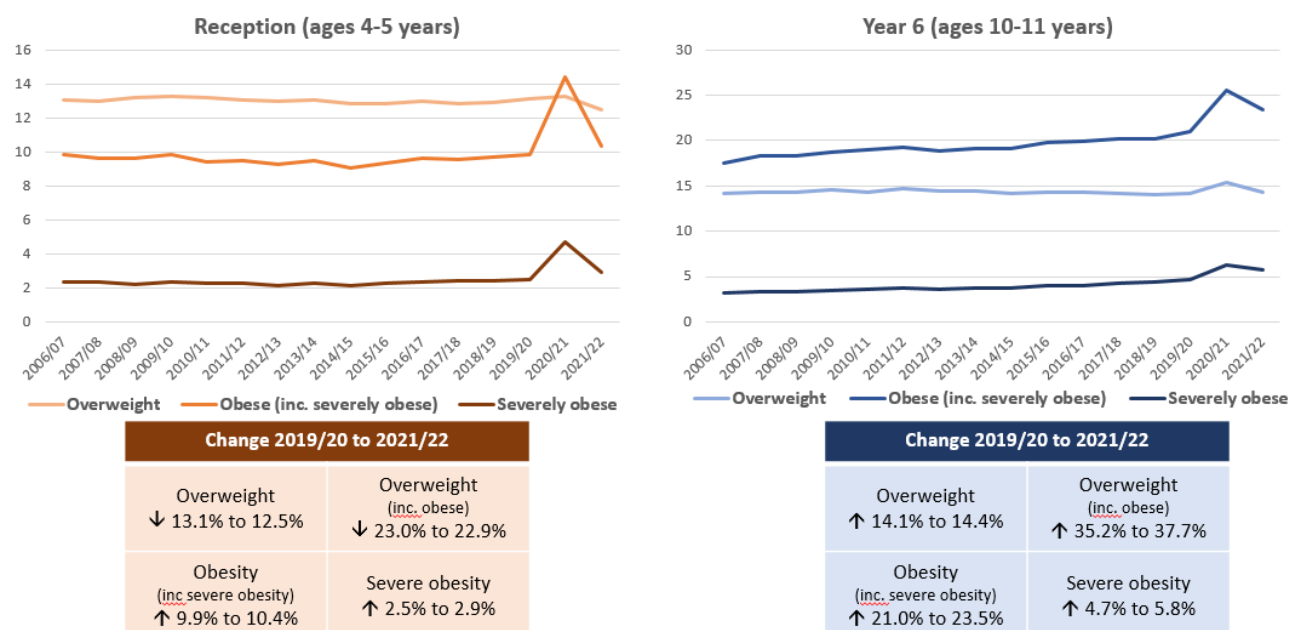 Reception (ages 4-5 years)
16
14
12
10
8
6
4
2
0
2006/07
2007/08
2008/09
2009/10
2010/11
2011/12
2012/13
2013/14
2014/15
2015/16
2016/17
2017/18
2018/19
2019/20
2020/21
2021/22
Overweight
Obese (inc. severely obese)
Severely obese
Change 2019/20 to 2021/22
Overweight
↓ 13.1% to 12.5%
Overweight
(inc. obese)
↓ 23.0% to 22.9%
Obesity
(inc severe obesity)
↑ 9.9% to 10.4%
Severe obesity
↑ 2.5% to 2.9%
Year 6 (ages 10-11 years)
30
25
20
15
10
5
0
2006/07
2007/08
2008/09
2009/10
2010/11
2011/12
2012/13
2013/14
2014/15
2015/16
2016/17
2017/18
2018/19
2019/20
2020/21
2021/22
Overweight
Obese (inc. severely obese)
Severely obese
Change 2019/20 to 2021/22
Overweight
↑ 14.1% to 14.4%
Overweight
(inc. obese)
↑ 35.2% to 37.7%
Obesity
(inc. severe obesity)
↑ 21.0% to 23.5%
Severe obesity
↑ 4.7% to 5.8%